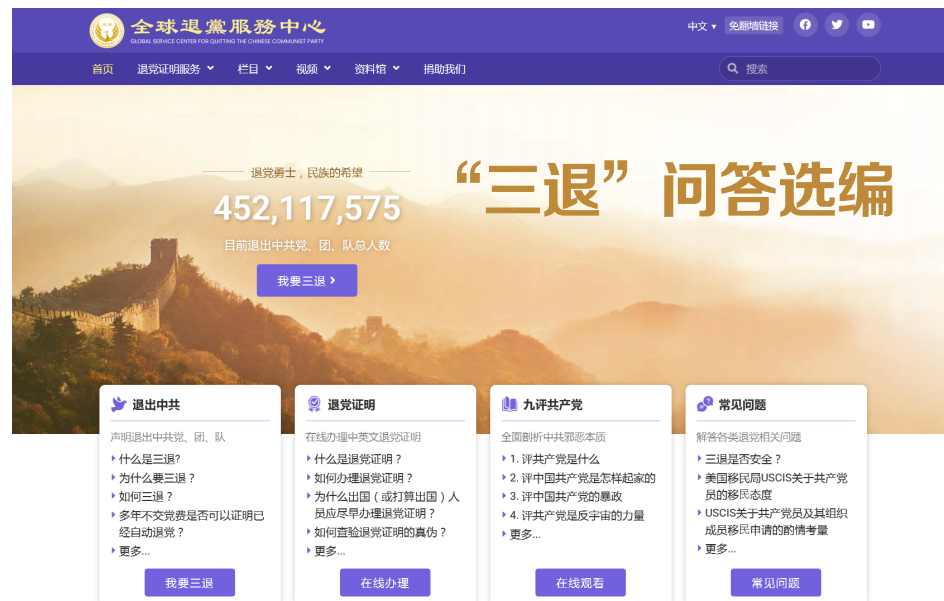 全球退黨服務中心
GLOBAL SERVICE CENTER FOR QUITTING THE CHINESE COMMUNIST PARTY
中文 免翻墙链接
首页 退党证明服务 栏目 视频 资料馆 捐助我们 搜索
退党勇士，民族的希望
452,117,575
目前退出中共党、团、队总人数
我要三退
“三退”问答选编
退出中共
声明退出中共党、团、队
什么是三退?
为什么要三退？
如何三退？
多年不交党费是否可以证明已
经自动退党？
更多...
我要三退
退党证明
在线办理中英文退党证明
什么是退党证明？
如何办理退党证明？
为什么出国（或打算出国）人
员应尽早办理退党证明？
如何查验退党证明的真伪？
更多...
在线办理
九评共产党
全面剖析中共邪恶本质
1. 评共产党是什么
2. 评中国共产党是怎样起家的
3. 评中国共产党的暴政
4. 评共产党是反宇宙的力量
更多...
在线观看
常见问题
解答各类退党相关问题
三退是否安全？
美国移民局USCIS关于共产党
员的移民态度
USCIS关于共产党员及其组织
成员移民申请的酌情考量
更多...
常见问题